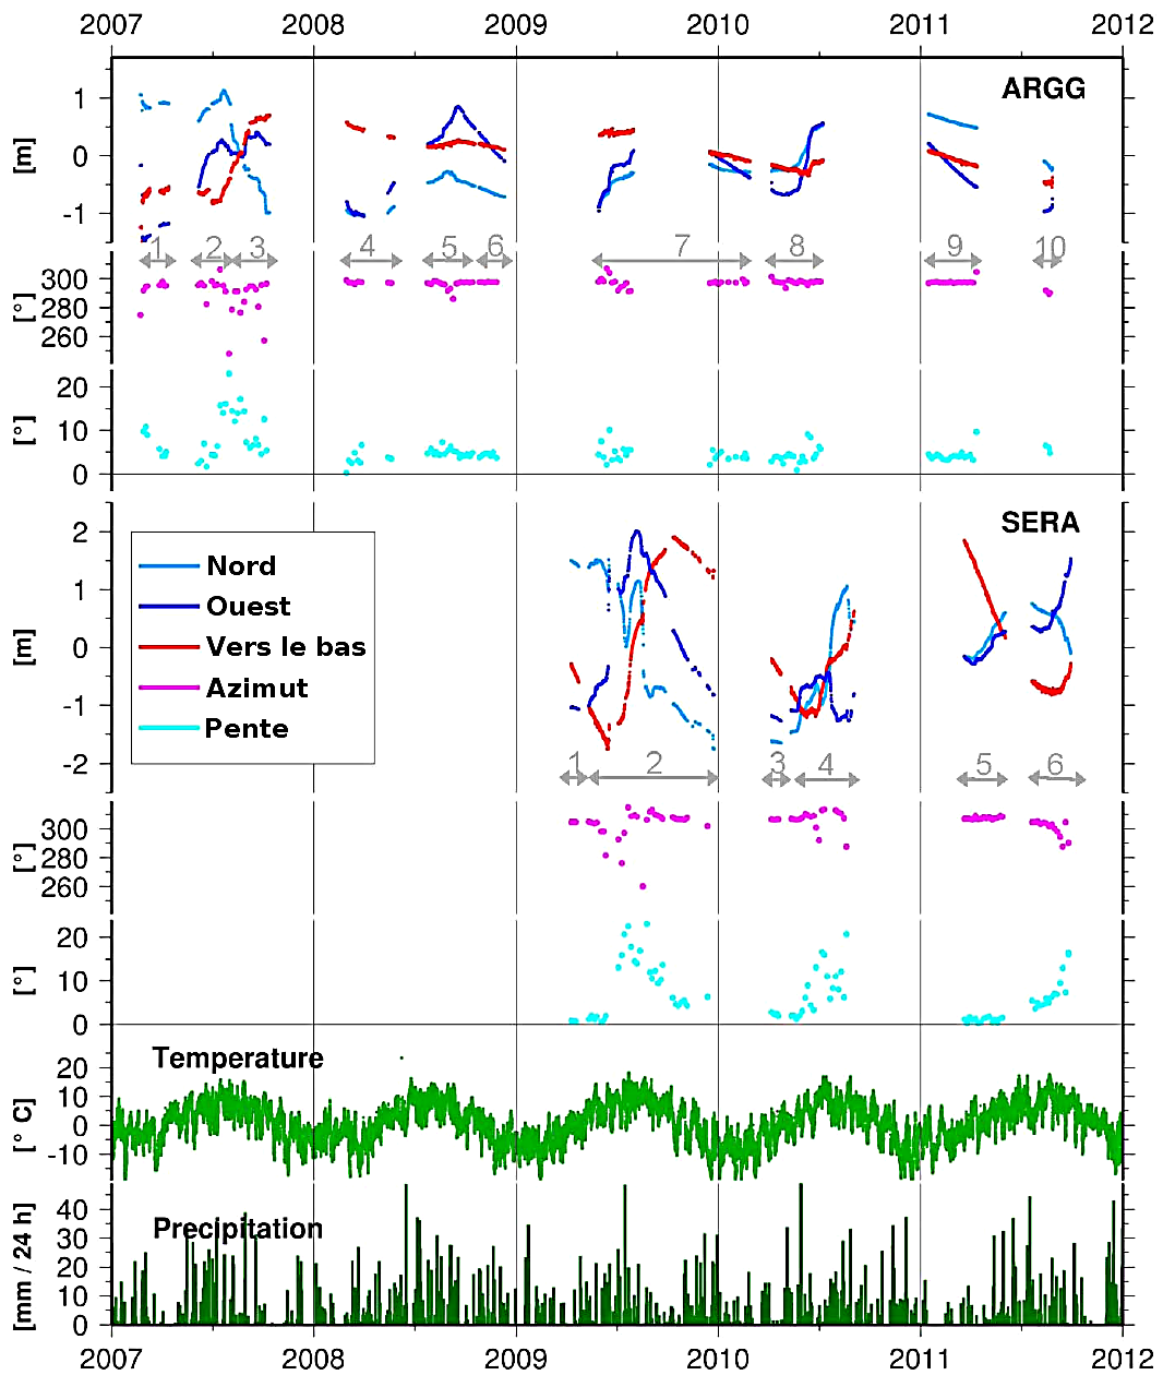 2007 2008 2009 2010 2011 2012
ARGG
1
0
-1
[m]
1 2 3 4 5 6 7 8 9 10
300
280
260
[°]
20
10
0
[°]
SERA
2
1
0
-1
-2
[m]
Nord
Ouest
Vers le bas
Azimut
Pente
1 2 3 4 5 6
300
280
260
[°]
20
10
0
[°]
Temperature
20
10
0
-10
[° C]
Precipitation
40
30
20
10
0
[mm / 24 h]
2007 2008 2009 2010 2011 2012